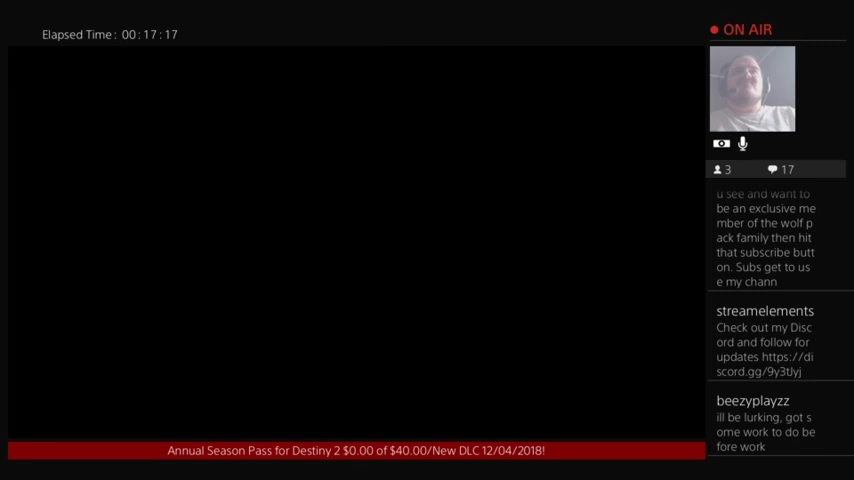 Elapsed Time: 00:17:17
ON AIR
3 17
u see and want to
be an exclusive me
mber of the wolf p
ack family then hit
that subscribe butt
on. Subs get to us
e my chann
streamelements
Check out my Disc
ord and follow for
updates https://di
scord.gg/9y3tJyj
beezyplayzz
ill be lurking, got s
ome work to do be
fore work
Annual Season Pass for Destiny 2 $0.00 of $40.00/New DLC 12/04/2018!